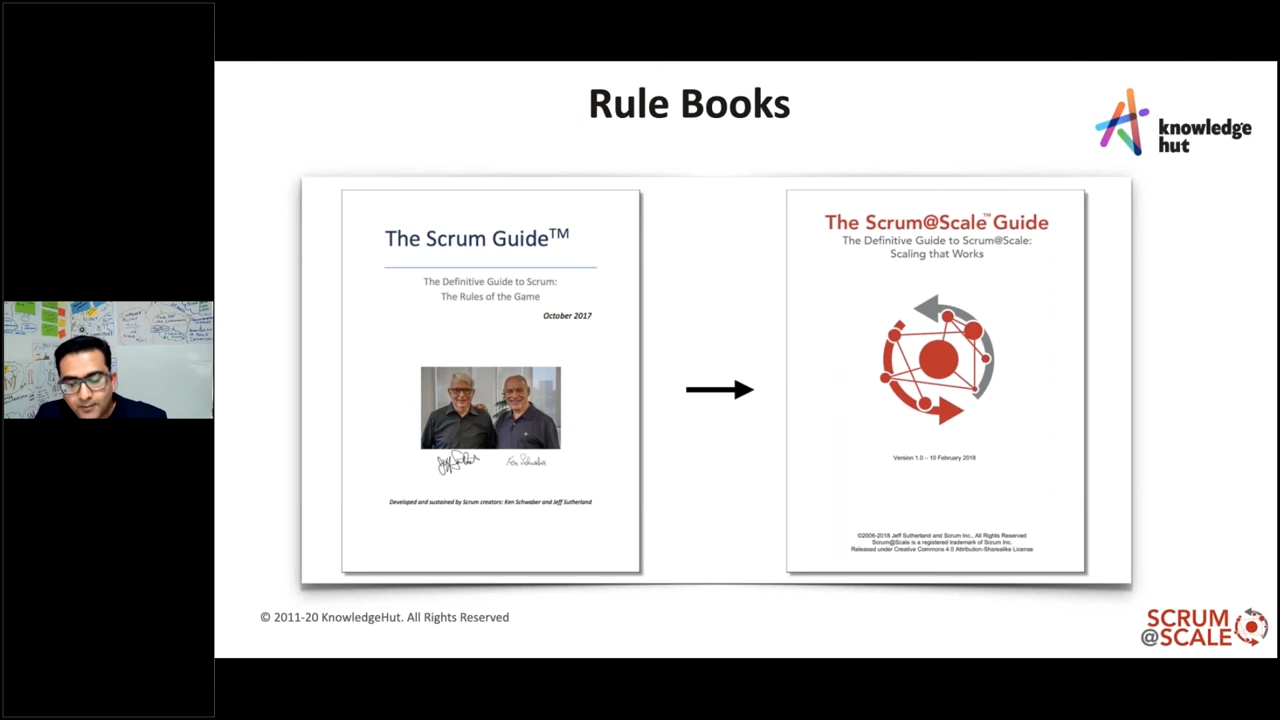 Rule Books
knowledge
hut
The Scrum Guide™
The Definitive Guide to Scrum:
The Rules of the Game
October 2017
Developed and sustained by Scrum creators: Ken Schwaber and Jeff Sutherland
The Scrum@Scale™ Guide
The Definitive Guide to Scrum@Scale:
Scaling that Works
Version 1.0 – 10 February 2018
©2006-2018 Jeff Sutherland and Scrum Inc., All Rights Reserved
Scrum@Scale is a registered trademark of Scrum Inc.
Released under Creative Commons 4.0 Attribution-Sharealike License
© 2011-20 KnowledgeHut. All Rights Reserved
SCRUM
@SCALE